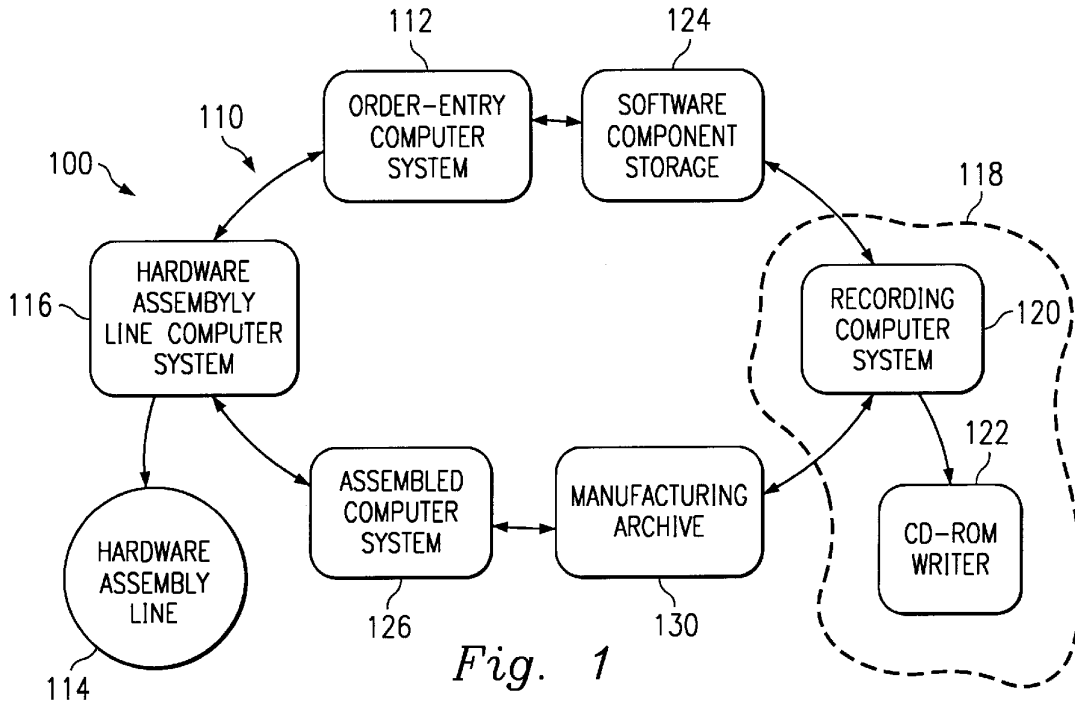 112
124
ORDER-ENTRY
COMPUTER
SYSTEM
SOFTWARE
COMPONENT
STORAGE
110
100
118
HARDWARE
ASSEMBYLY
LINE COMPUTER
SYSTEM
116
RECORDING
COMPUTER
SYSTEM
120
122
ASSEMBLED
COMPUTER
SYSTEM
MANUFACTURING
ARCHIVE
CD-ROM
WRITER
HARDWARE
ASSEMBLY
LINE
126
130
114
Fig. 1